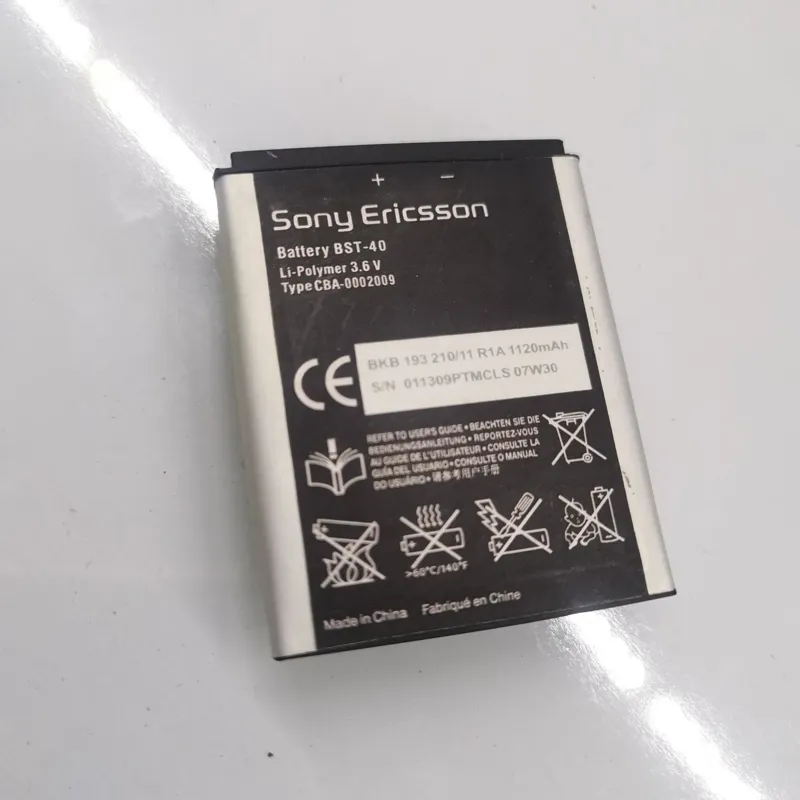 + −
Sony Ericsson
Battery BST-40
Li-Polymer 3.6 V
Type CBA-0002009
CE
BKB 193 210/11 R1A 1120mAh
S/N 011309PTMCLS 07W30
REFER TO USER'S GUIDE • BEACHTEN SIE DIE
BEDIENUNGSANLEITUNG • REPORTEZ-VOUS
AU GUIDE DE L'UTILISATEUR • CONSULTE LA
GUÍA DEL USUARIO • CONSULTE O MANUAL
DO USUÁRIO • 请参考用户手册
>60°C/140°F
Made in China Fabriqué en Chine